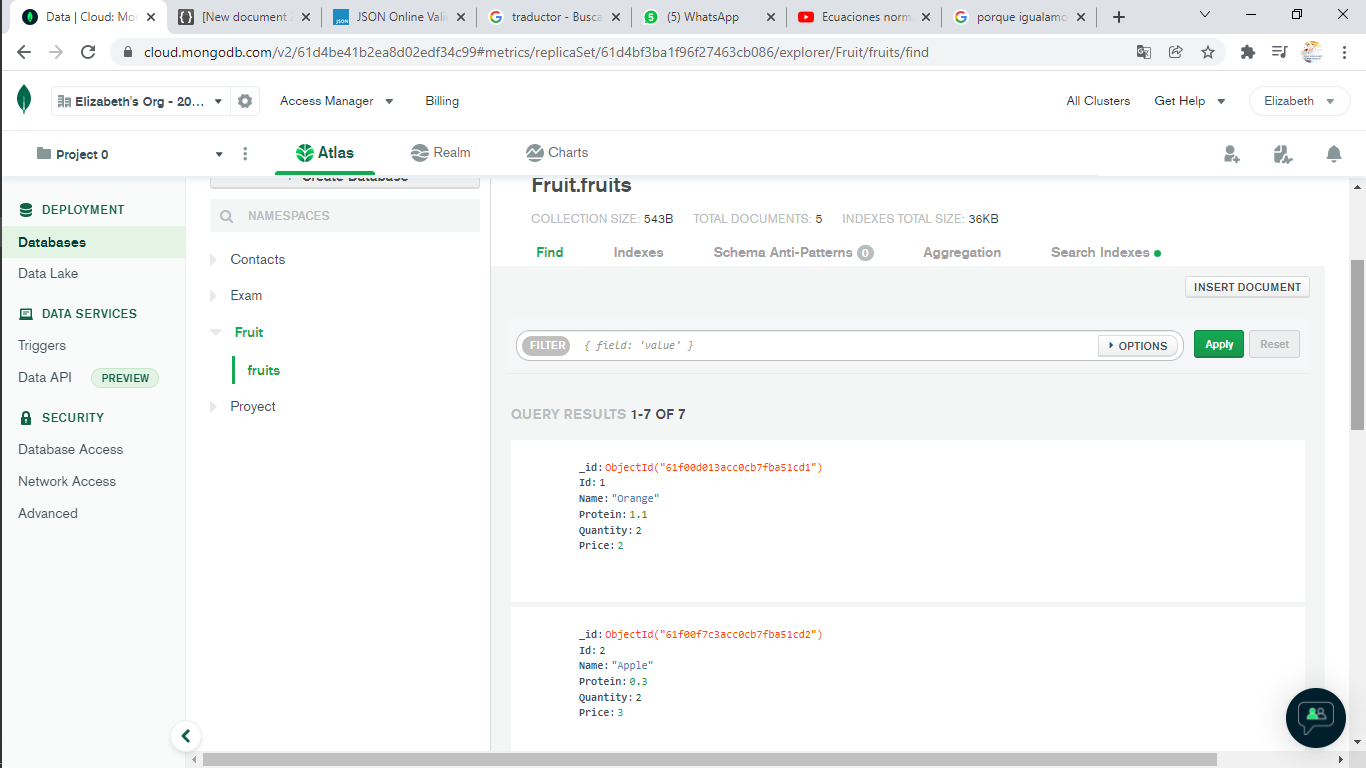 Data | Cloud: Mon
[New document 2
JSON Online Vali
traductor - Busca
(5) WhatsApp
Ecuaciones norm
porque igualamo
cloud.mongodb.com/v2/61d4be41b2ea8d02edf34c99#metrics/replicaSet/61d4bf3ba1f96f27463cb086/explorer/Fruit/fruits/find
Elizabeth's Org - 20...
Access Manager
Billing
All Clusters
Get Help
Elizabeth
Project 0
Atlas
Realm
Charts
DEPLOYMENT
Databases
Data Lake
DATA SERVICES
Triggers
Data API PREVIEW
SECURITY
Database Access
Network Access
Advanced
Create Database
NAMESPACES
Contacts
Exam
Fruit
fruits
Proyect
Fruit.fruits
COLLECTION SIZE: 543B TOTAL DOCUMENTS: 5 INDEXES TOTAL SIZE: 36KB
Find Indexes Schema Anti-Patterns 0 Aggregation Search Indexes
INSERT DOCUMENT
FILTER { field: 'value' } OPTIONS Apply Reset
QUERY RESULTS 1-7 OF 7
_id: ObjectId("61f00d013acc0cb7fba51cd1")
Id: 1
Name: "Orange"
Protein: 1.1
Quantity: 2
Price: 2
_id: ObjectId("61f00f7c3acc0cb7fba51cd2")
Id: 2
Name: "Apple"
Protein: 0.3
Quantity: 2
Price: 3